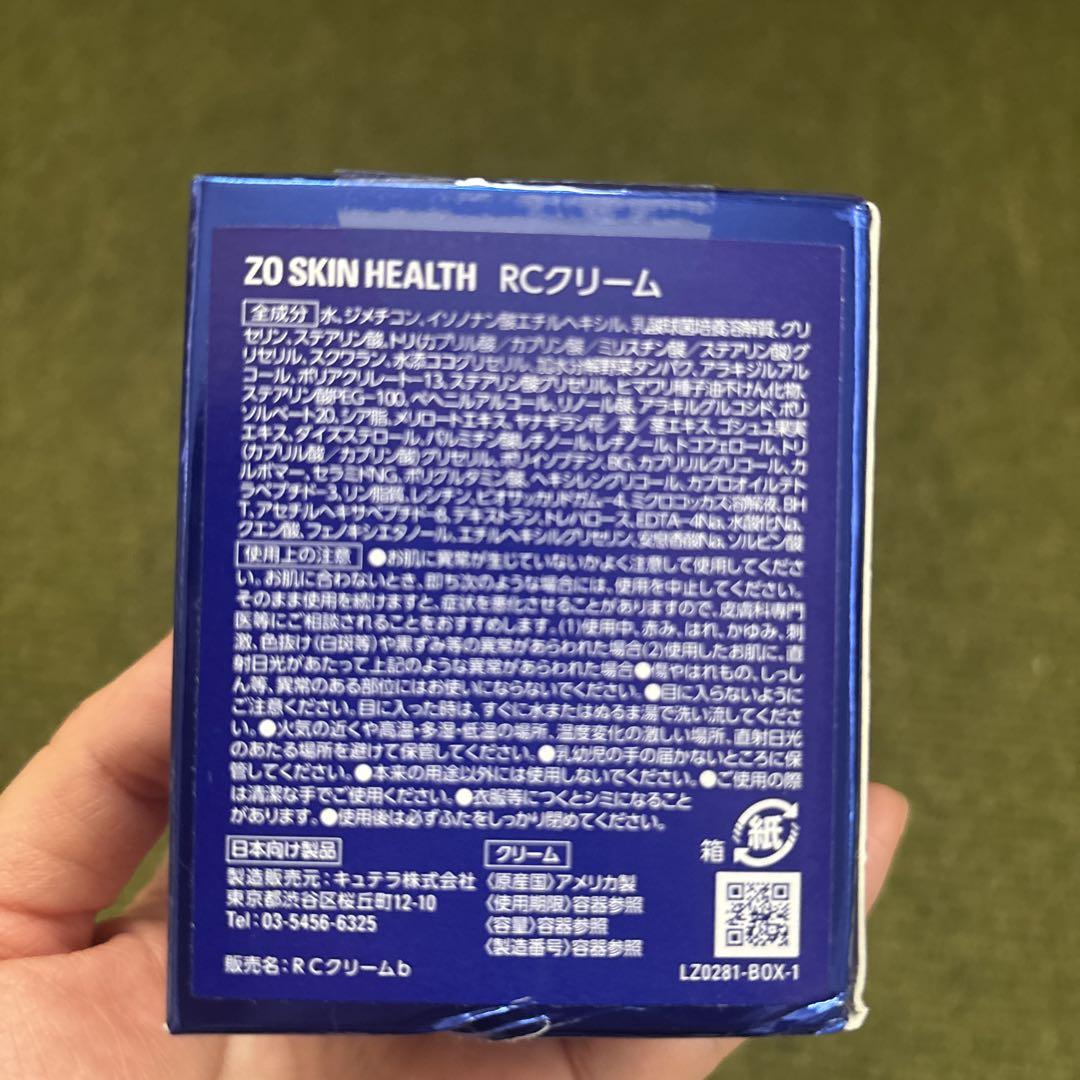 ZO SKIN HEALTH RCクリーム
全成分 水、ジメチコン、イソノナン酸エチルヘキシル、乳酸球菌培養溶解質、グリ
セリン、ステアリン酸、トリ(カプリル酸/カプリン酸/ミリスチン酸/ステアリン酸)グ
リセリル、スクワラン、水添ココグリセリル、加水分解野菜タンパク、アラキジルアル
コール、ポリアクリレート-13、ステアリン酸グリセリル、ヒマワリ種子油不けん化物、
ステアリン酸PEG-100、ベヘニルアルコール、リノール酸、アラキルグルコシド、ポリ
ソルベート20、シア脂、メリロートエキス、ヤナギラン花/葉/茎エキス、ゴシュユ果実
エキス、ダイズステロール、パルミチン酸レチノール、レチノール、トコフェロール、トリ
(カプリル酸/カプリン酸)グリセリル、ポリイソブテン、BG、カプリリルグリコール、カ
ルボマー、セラミドNG、ポリグルタミン酸、ヘキシレングリコール、カプロオイルテト
ラペプチド-3、リン脂質、レシチン、ビオサッカリドガム-4、ミクロコッカス溶解液、BH
T、アセチルヘキサペプチド-8、デキストラン、トレハロース、EDTA-4Na、水酸化Na、
クエン酸、フェノキシエタノール、エチルヘキシルグリセリン、安息香酸Na、ソルビン酸
使用上の注意 ●お肌に異常が生じていないかよく注意して使用してくださ
い。お肌に合わないとき、即ち次のような場合には、使用を中止してください。
そのまま使用を続けますと、症状を悪化させることがありますので、皮膚科専門
医等にご相談されることをおすすめします。(1)使用中、赤み、はれ、かゆみ、刺
激、色抜け(白斑等)や黒ずみ等の異常があらわれた場合(2)使用したお肌に、直
射日光があたって上記のような異常があらわれた場合●傷やはれもの、しっし
ん等、異常のある部位にはお使いにならないでください。●目に入らないように
ご注意ください。目に入った時は、すぐに水またはぬるま湯で洗い流してくださ
い。●火気の近くや高温・多湿・低温の場所、温度変化の激しい場所、直射日光
のあたる場所を避けて保管してください。●乳幼児の手の届かないところに保
管してください。●本来の用途以外には使用しないでください。●ご使用の際
は清潔な手でご使用ください。●衣服等につくとシミになること
があります。●使用後は必ずふたをしっかり閉めてください。
箱 紙
日本向け製品
製造販売元:キュテラ株式会社
東京都渋谷区桜丘町12-10
Tel:03-5456-6325
クリーム
〈原産国〉アメリカ製
〈使用期限〉容器参照
〈容量〉容器参照
〈製造番号〉容器参照
販売名:RCクリームb
LZ0281-BOX-1